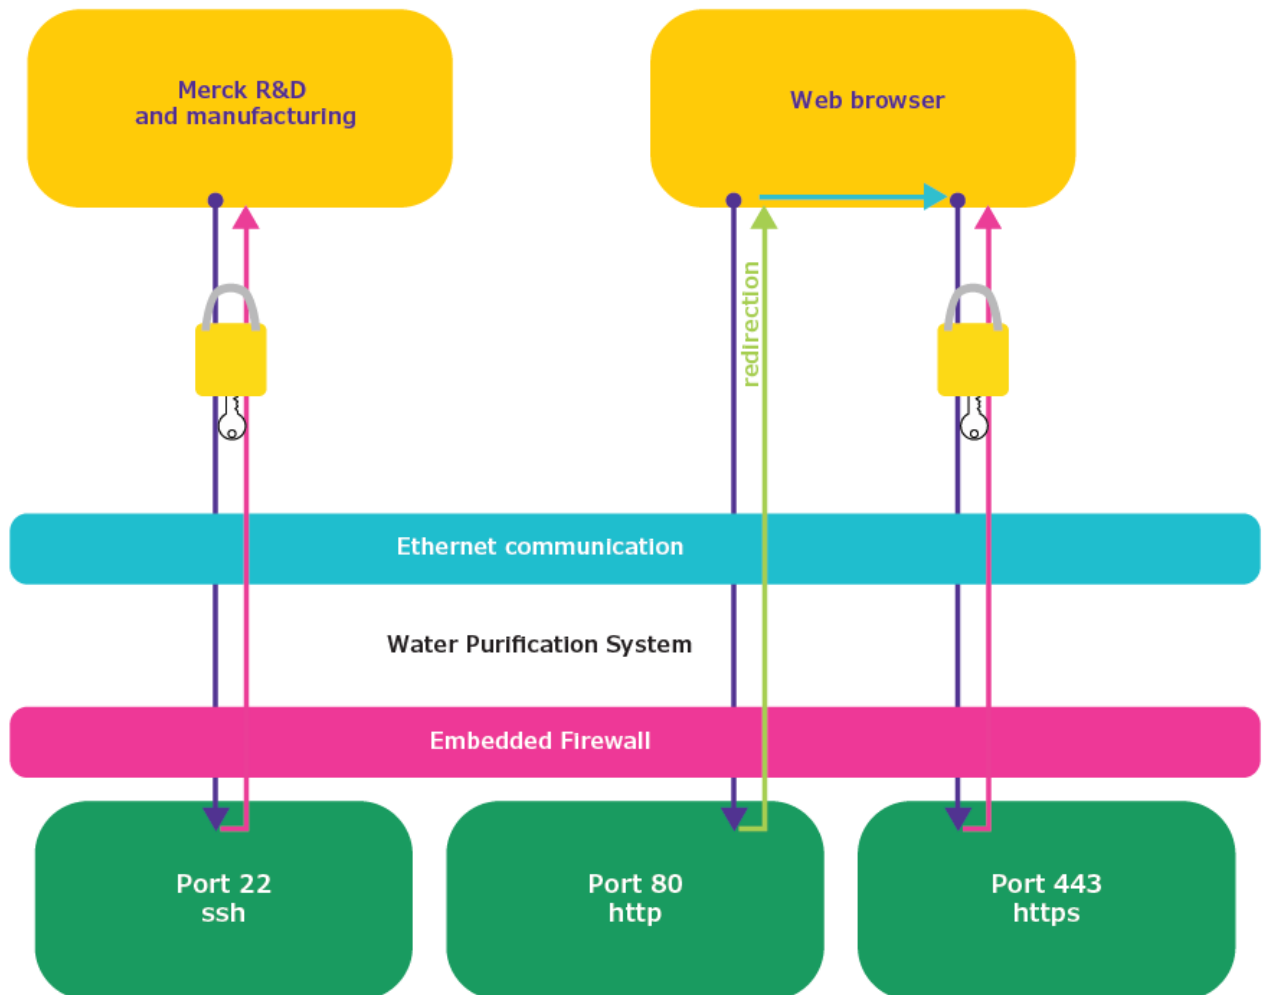 Merck R&D
and manufacturing
Web browser
redirection
Ethernet communication
Water Purification System
Embedded Firewall
Port 22
ssh
Port 80
http
Port 443
https